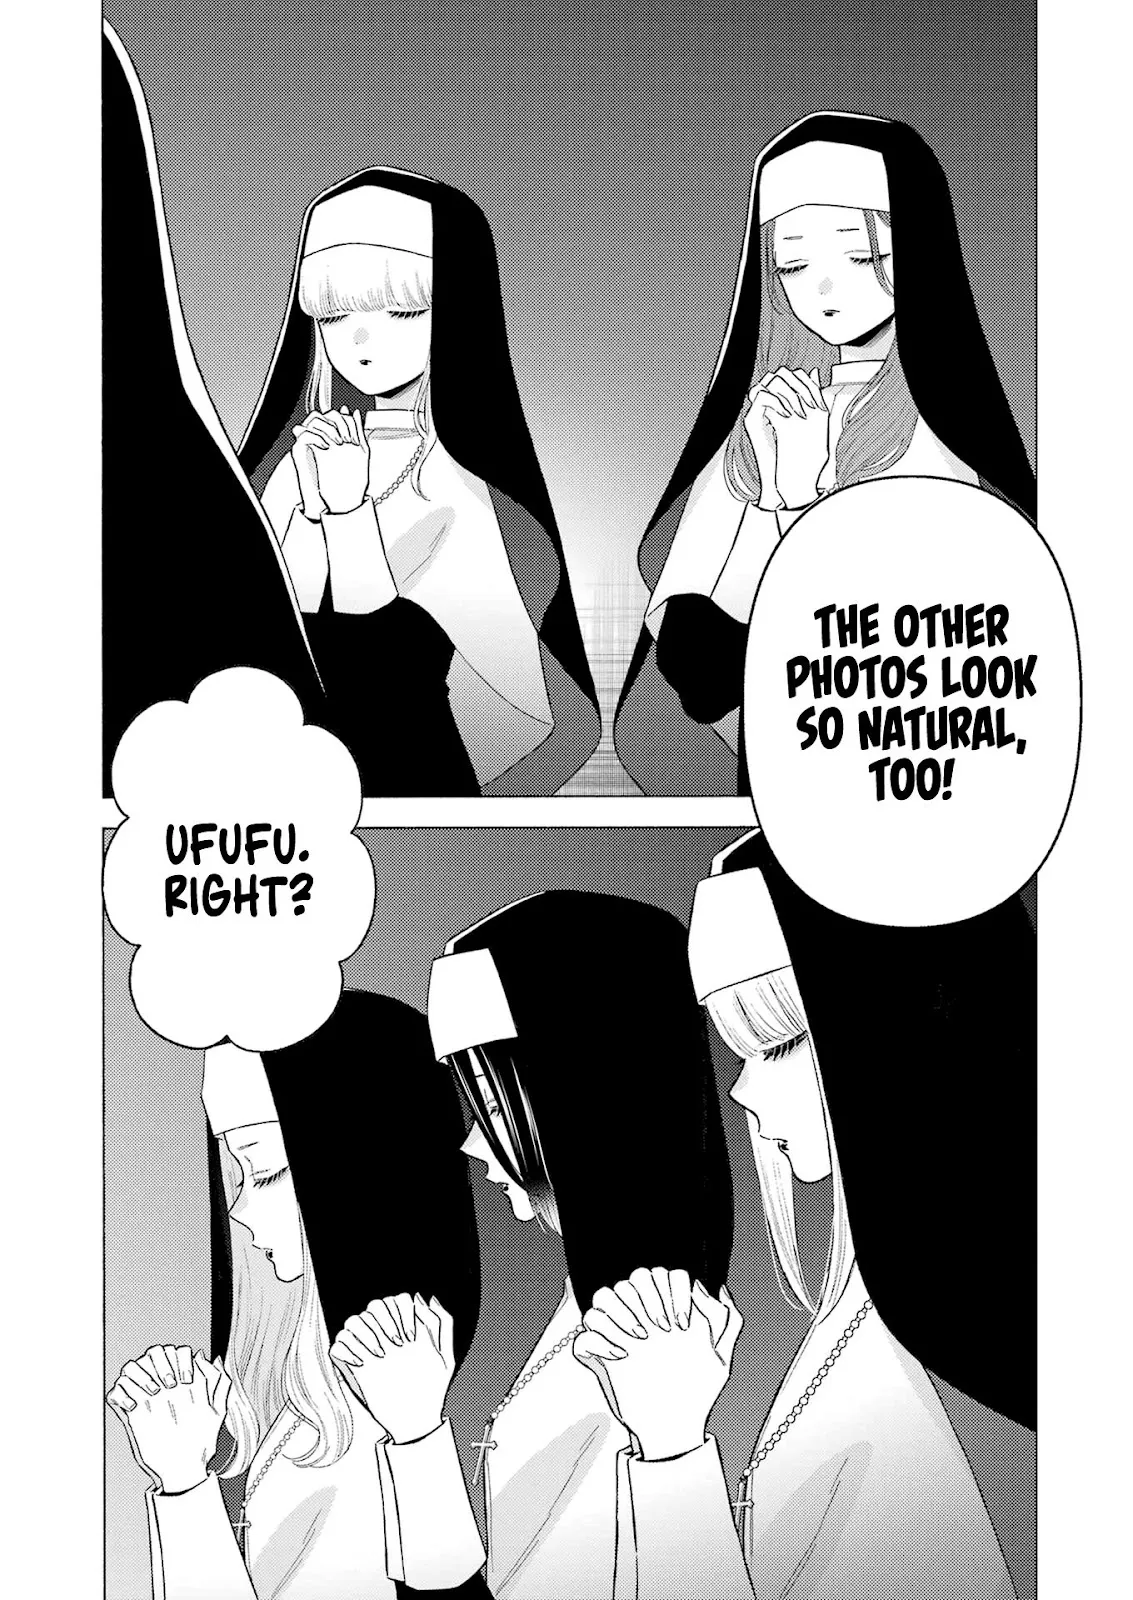 THE OTHER
PHOTOS LOOK
SO NATURAL,
TOO!
UFUFU.
RIGHT?